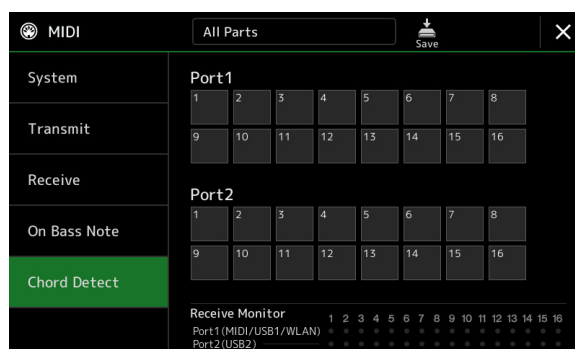 MIDI
All Parts
Save
System
Transmit
Receive
On Bass Note
Chord Detect
Port1
1 2 3 4 5 6 7 8
9 10 11 12 13 14 15 16
Port2
1 2 3 4 5 6 7 8
9 10 11 12 13 14 15 16
Receive Monitor 1 2 3 4 5 6 7 8 9 10 11 12 13 14 15 16
Port1(MIDI/USB1/WLAN)
Port2(USB2)